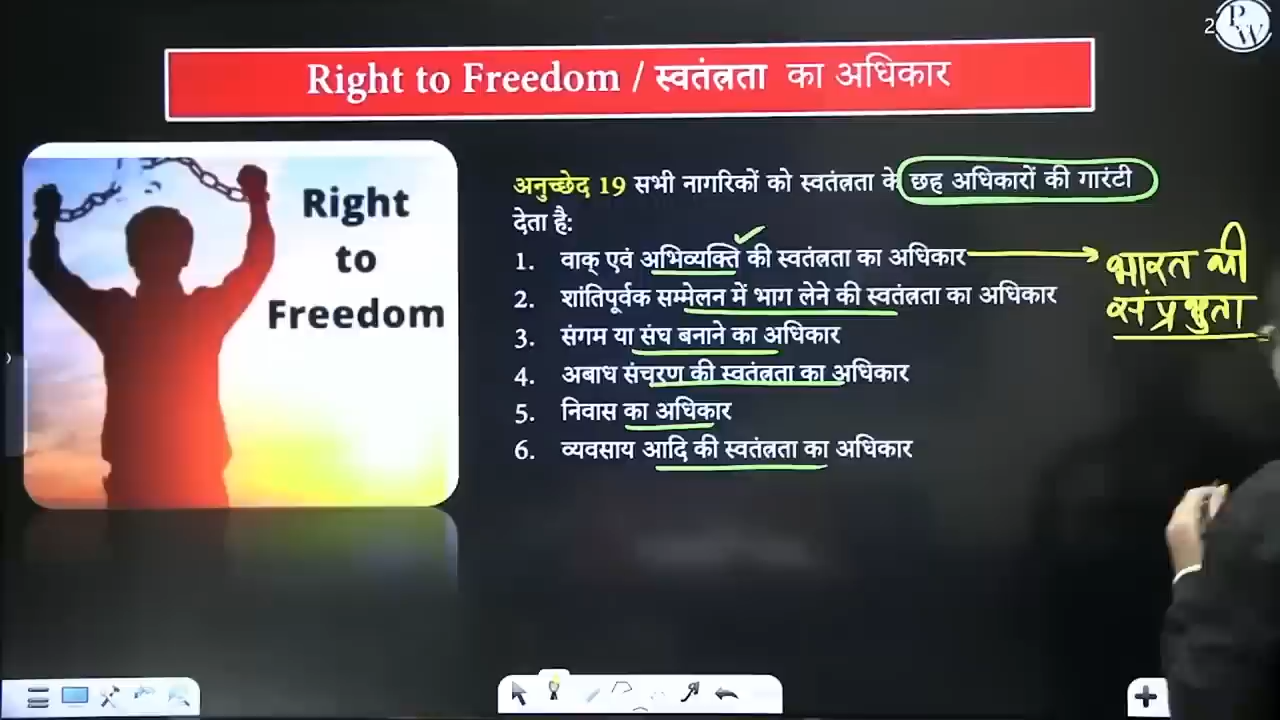 2
PW
Right to Freedom / स्वतंत्रता का अधिकार
Right
to
Freedom
अनुच्छेद 19 सभी नागरिकों को स्वतंत्रता के छह अधिकारों की गारंटी
देता है:
1. वाक् एवं अभिव्यक्ति की स्वतंत्रता का अधिकार
2. शांतिपूर्वक सम्मेलन में भाग लेने की स्वतंत्रता का अधिकार
3. संगम या संघ बनाने का अधिकार
4. अबाध संचरण की स्वतंत्रता का अधिकार
5. निवास का अधिकार
6. व्यवसाय आदि की स्वतंत्रता का अधिकार
भारत की
संप्रभुता